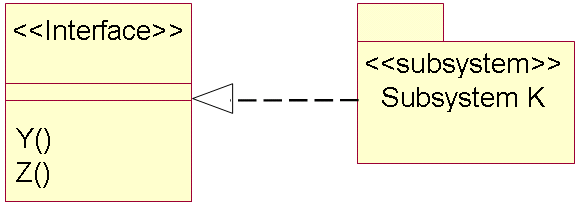 <<Interface>>
Y()
Z()
<<subsystem>>
Subsystem K